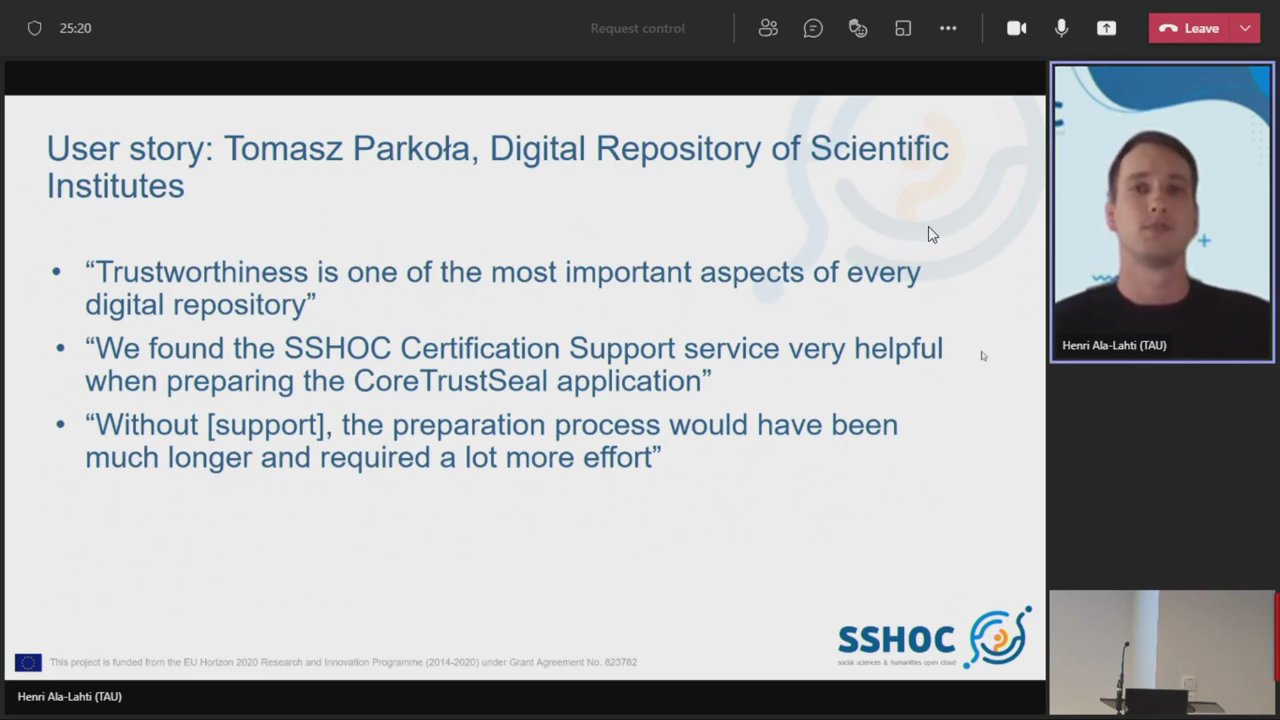 25:20
Request control
Leave
User story: Tomasz Parkoła, Digital Repository of Scientific
Institutes
• “Trustworthiness is one of the most important aspects of every
digital repository”
• “We found the SSHOC Certification Support service very helpful
when preparing the CoreTrustSeal application”
• “Without [support], the preparation process would have been
much longer and required a lot more effort”
SSHOC
social sciences & humanities open cloud
This project is funded from the EU Horizon 2020 Research and Innovation Programme (2014-2020) under Grant Agreement No. 823782
Henri Ala-Lahti (TAU)
Henri Ala-Lahti (TAU)